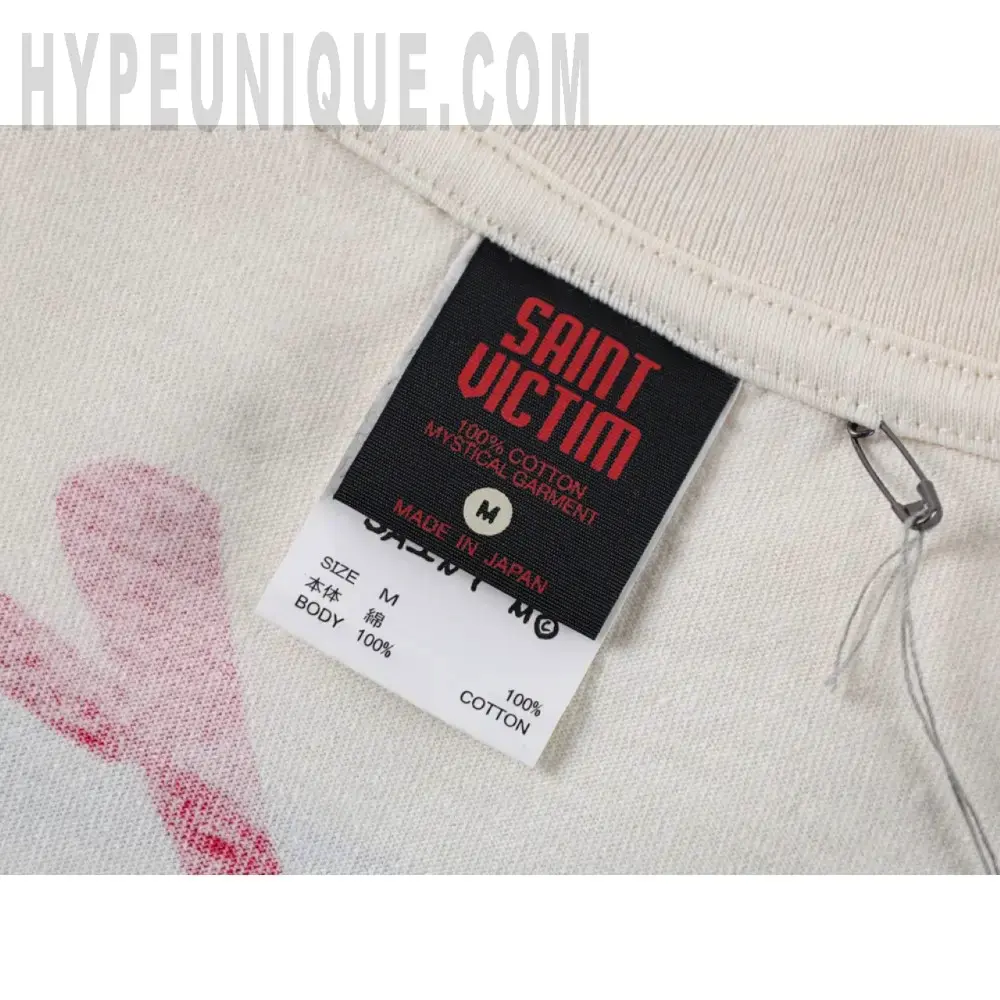 HYPEUNIQUE.COM
SAINT
VICTIM
100% COTTON
MYSTICAL GARMENT
M
MADE IN JAPAN
SAINT M©
SIZE M
本体 綿
BODY 100%
100%
COTTON